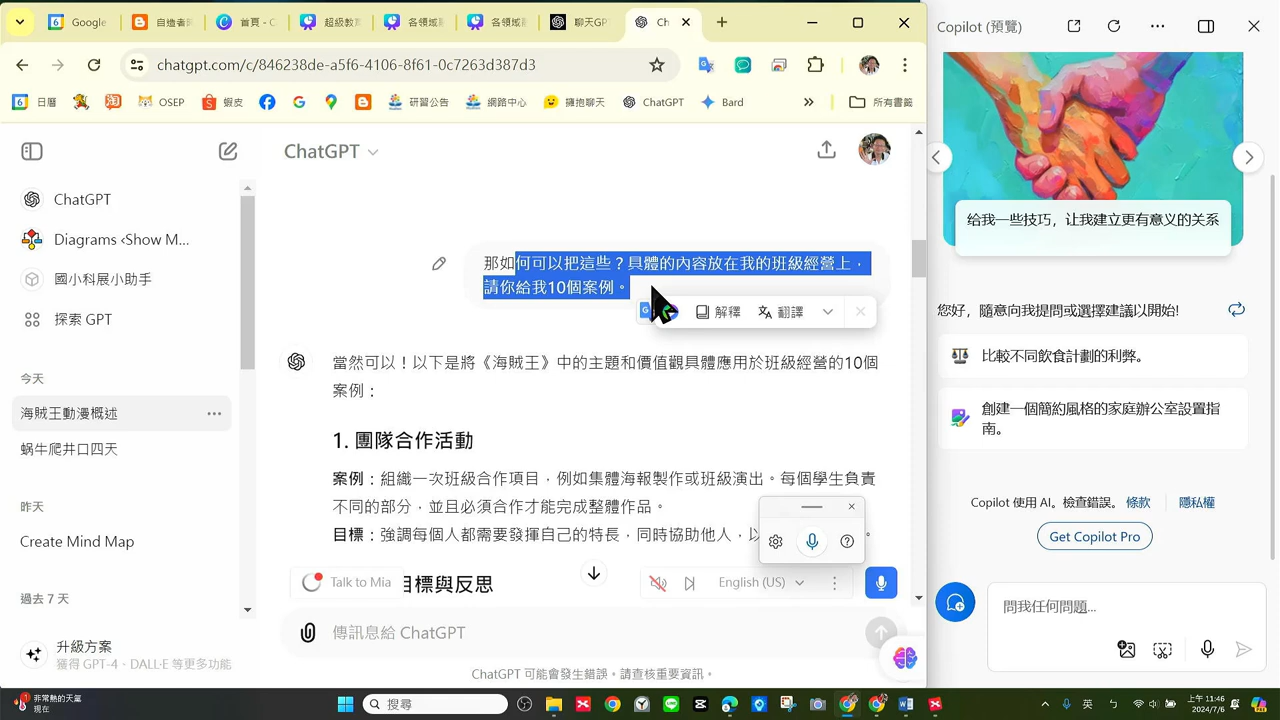 Google
自造者
首頁 - C
超級教
各領域
各領域
聊天GP
Ch
chatgpt.com/c/846238de-a5f6-4106-8f61-0c7263d387d3
日曆
淘
OSEP
蝦皮
研習公告
網路中心
擁抱聊天
ChatGPT
Bard
所有書籤
ChatGPT
ChatGPT
Diagrams ‹Show M...
國小科展小助手
探索 GPT
今天
海賊王動漫概述
蝸牛爬井口四天
昨天
Create Mind Map
過去 7 天
升級方案
獲得 GPT-4、DALL·E 等更多功能
那如何可以把這些？具體的內容放在我的班級經營上，
請你給我10個案例。
解釋
翻譯
當然可以！以下是將《海賊王》中的主題和價值觀具體應用於班級經營的10個
案例：
1. 團隊合作活動
案例：組織一次班級合作項目，例如集體海報製作或班級演出。每個學生負責
不同的部分，並且必須合作才能完成整體作品。
目標：強調每個人都需要發揮自己的特長，同時協助他人，以
Talk to Mia
目標與反思
English (US)
傳訊息給 ChatGPT
ChatGPT 可能會發生錯誤。請查核重要資訊。
Copilot (預覽)
给我一些技巧，让我建立更有意义的关系
您好，隨意向我提問或選擇建議以開始!
比較不同飲食計劃的利弊。
創建一個簡約風格的家庭辦公室設置指
南。
Copilot 使用 AI。檢查錯誤。
條款
隱私權
Get Copilot Pro
問我任何問題...
非常熱的天氣
現在
搜尋
英
上午 11:46
2024/7/6